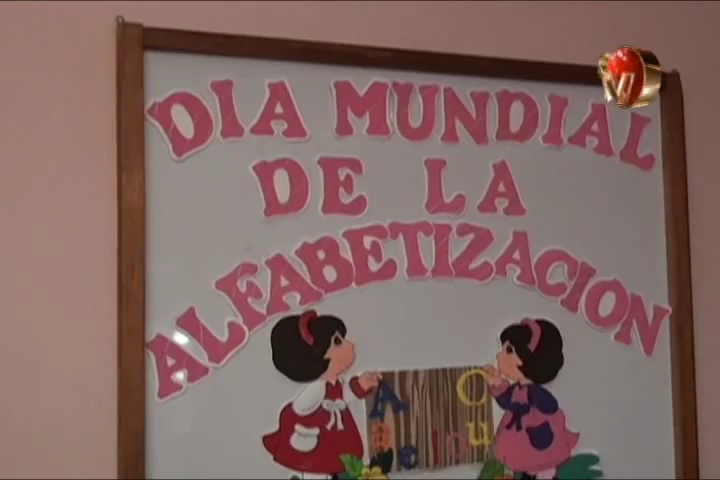 DIA MUNDIAL
DE LA
ALFABETIZACION
A O
a e i o u